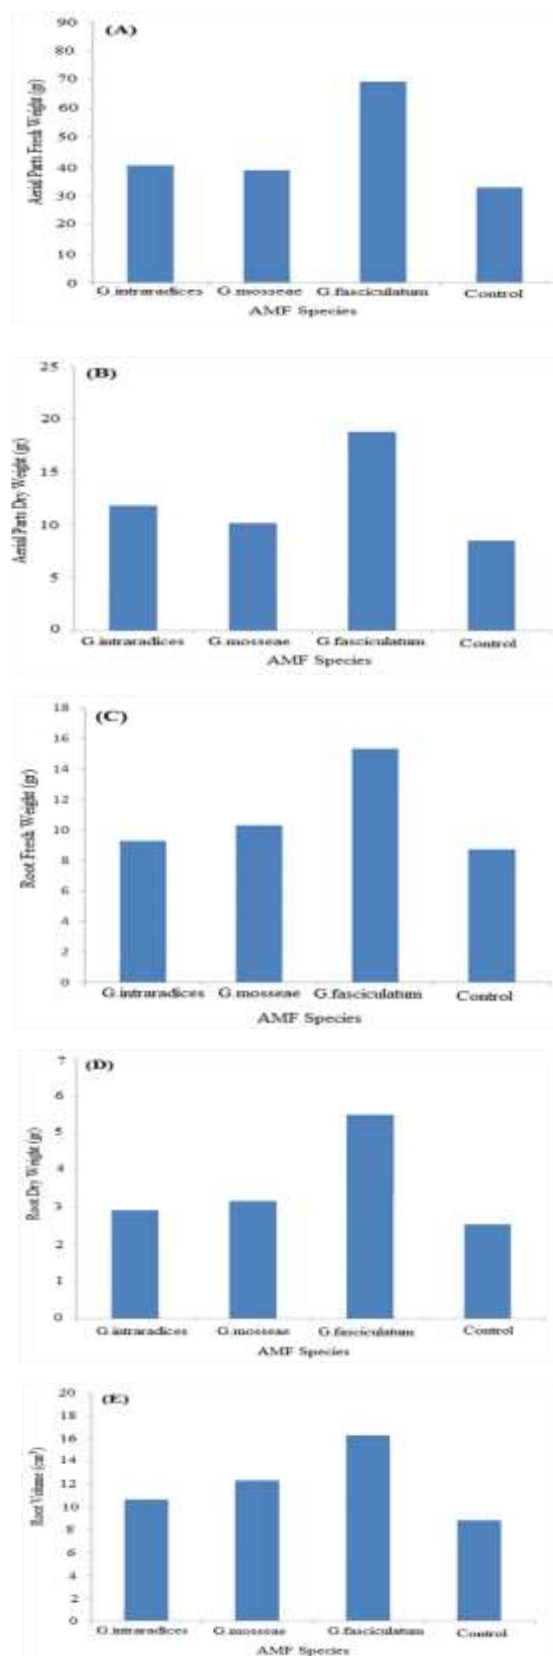 (A)
Aerial Parts Fresh Weight (gr)
90
80
70
60
50
40
30
20
10
0
G.intraradices G.mosseae G.fasciculatum Control
AMF Species
(B)
Aerial Parts Dry Weight (gr)
25
20
15
10
5
0
G.intraradices G.mosseae G.fasciculatum Control
AMF Species
(C)
Root Fresh Weight (gr)
18
16
14
12
10
8
6
4
2
0
G.intraradices G.mosseae G.fasciculatum Control
AMF Species
(D)
Root Dry Weight (gr)
7
6
5
4
3
2
1
0
G.intraradices G.mosseae G.fasciculatum Control
AMF Species
(E)
Root Volume (cm³)
20
18
16
14
12
10
8
6
4
2
0
G.intraradices G.mosseae G.fasciculatum Control
AMF Species